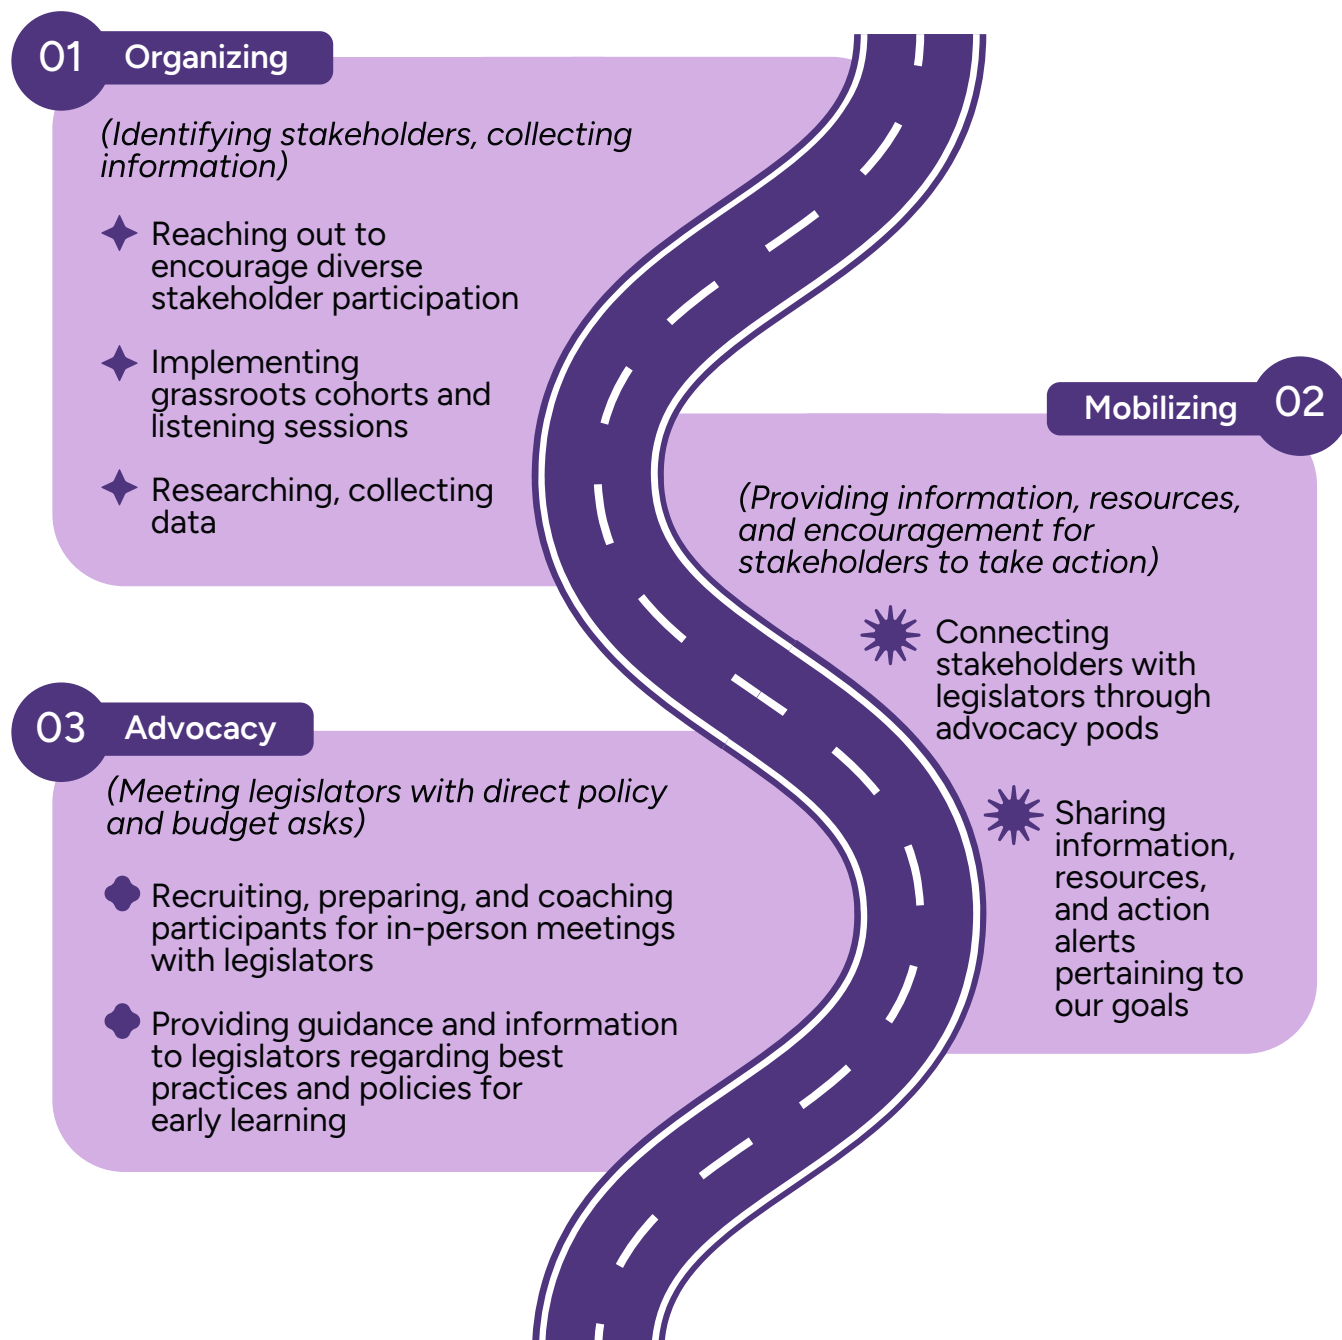 01 Organizing
(Identifying stakeholders, collecting
information)
Reaching out to
encourage diverse
stakeholder participation
Implementing
grassroots cohorts and
listening sessions
Researching, collecting
data
Mobilizing 02
(Providing information, resources,
and encouragement for
stakeholders to take action)
Connecting
stakeholders with
legislators through
advocacy pods
Sharing
information,
resources,
and action
alerts
pertaining to
our goals
03 Advocacy
(Meeting legislators with direct policy
and budget asks)
Recruiting, preparing, and coaching
participants for in-person meetings
with legislators
Providing guidance and information
to legislators regarding best
practices and policies for
early learning